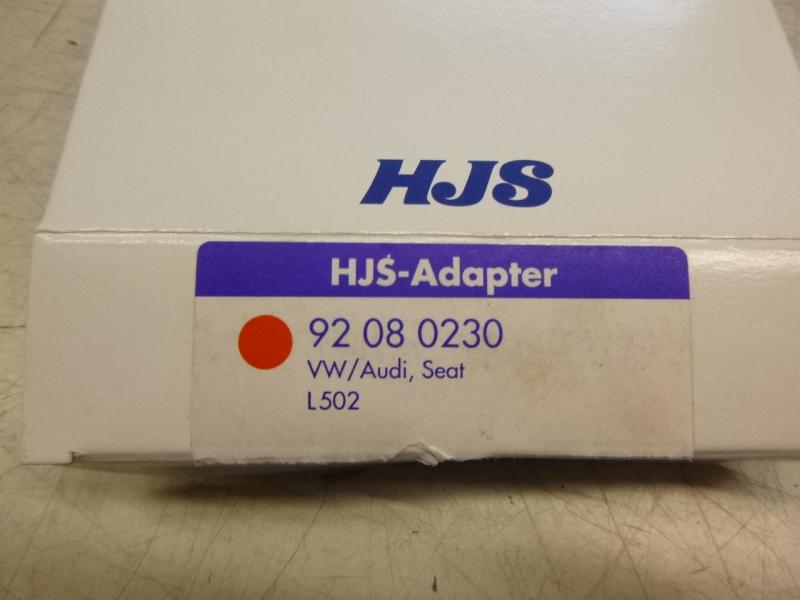 HJS
HJS-Adapter
92 08 0230
VW/Audi, Seat
L502